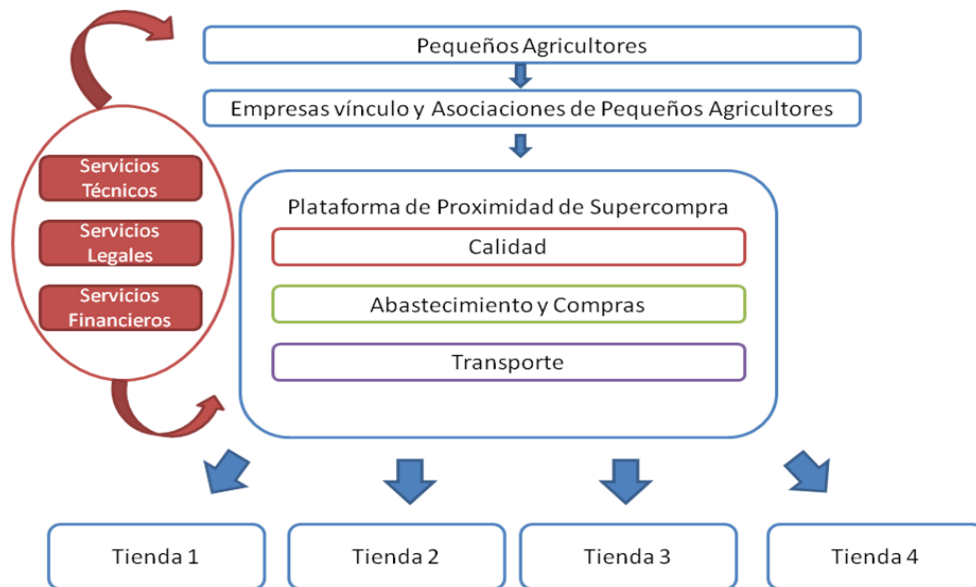 Pequeños Agricultores
Empresas vínculo y Asociaciones de Pequeños Agricultores
Servicios
Técnicos
Servicios
Legales
Servicios
Financieros
Plataforma de Proximidad de Supercompra
Calidad
Abastecimiento y Compras
Transporte
Tienda 1
Tienda 2
Tienda 3
Tienda 4